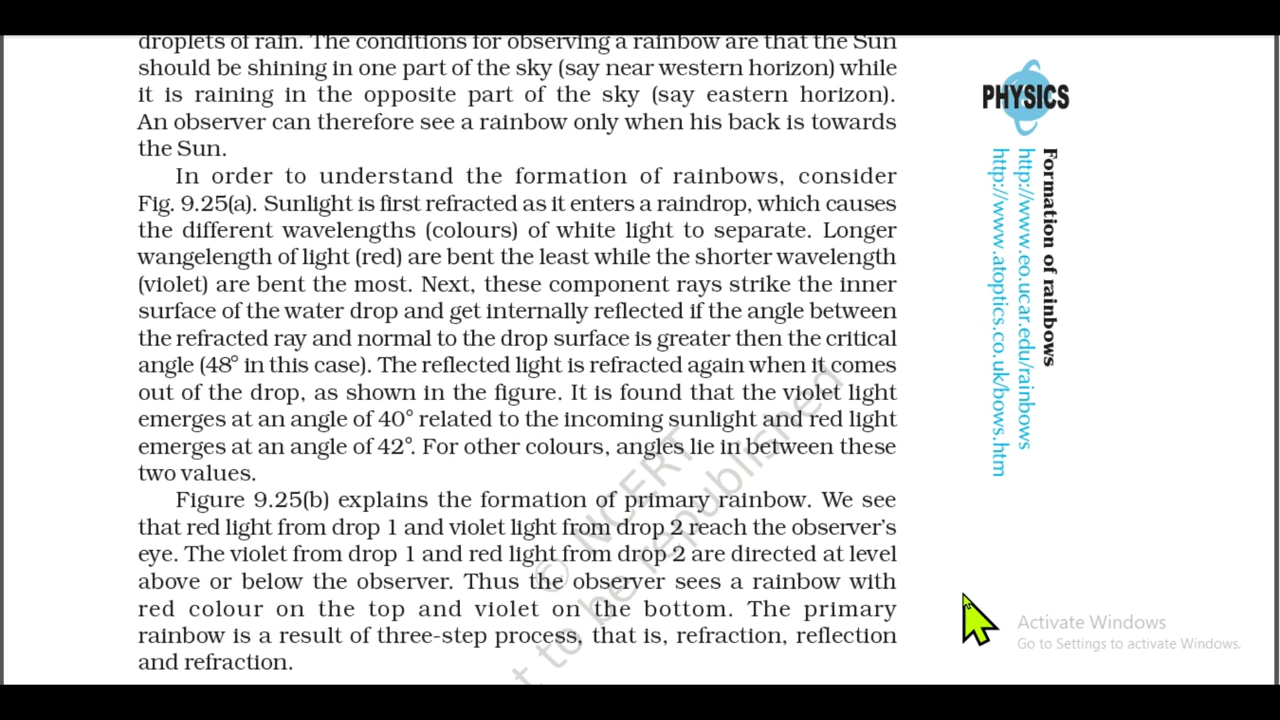 droplets of rain. The conditions for observing a rainbow are that the Sun
should be shining in one part of the sky (say near western horizon) while
it is raining in the opposite part of the sky (say eastern horizon).
An observer can therefore see a rainbow only when his back is towards
the Sun.
In order to understand the formation of rainbows, consider
Fig. 9.25(a). Sunlight is first refracted as it enters a raindrop, which causes
the different wavelengths (colours) of white light to separate. Longer
wangelength of light (red) are bent the least while the shorter wavelength
(violet) are bent the most. Next, these component rays strike the inner
surface of the water drop and get internally reflected if the angle between
the refracted ray and normal to the drop surface is greater then the critical
angle (48° in this case). The reflected light is refracted again when it comes
out of the drop, as shown in the figure. It is found that the violet light
emerges at an angle of 40° related to the incoming sunlight and red light
emerges at an angle of 42°. For other colours, angles lie in between these
two values.
Figure 9.25(b) explains the formation of primary rainbow. We see
that red light from drop 1 and violet light from drop 2 reach the observer's
eye. The violet from drop 1 and red light from drop 2 are directed at level
above or below the observer. Thus the observer sees a rainbow with
red colour on the top and violet on the bottom. The primary
rainbow is a result of three-step process, that is, refraction, reflection
and refraction.
PHYSICS
Formation of rainbows
http://www.eo.ucar.edu/rainbows
http://www.atoptics.co.uk/bows.htm
© NCERT
t to be republished
Activate Windows
Go to Settings to activate Windows.